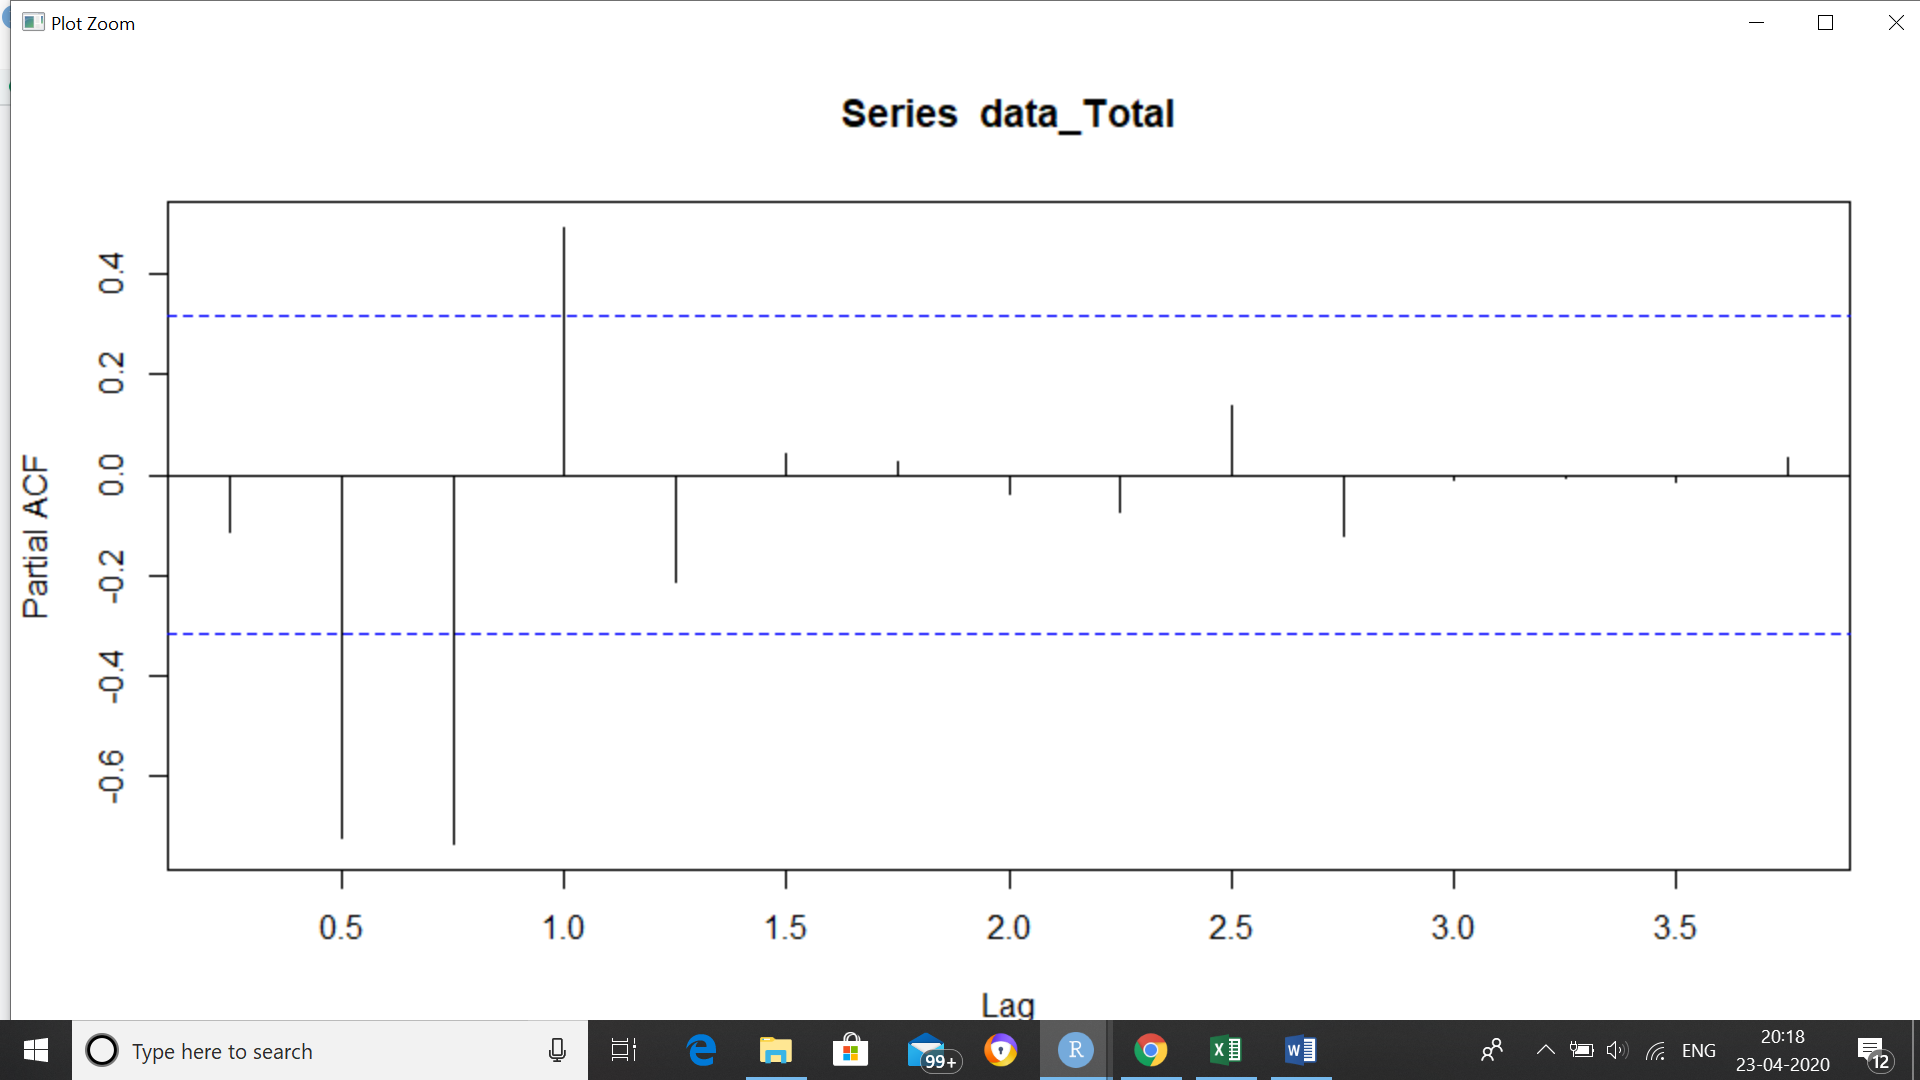 Plot Zoom
Series data_Total
Partial ACF
0.4
0.2
0.0
-0.2
-0.4
-0.6
0.5 1.0 1.5 2.0 2.5 3.0 3.5
Lag
Type here to search
99+
R
X
W
ENG
20:18
23-04-2020
12